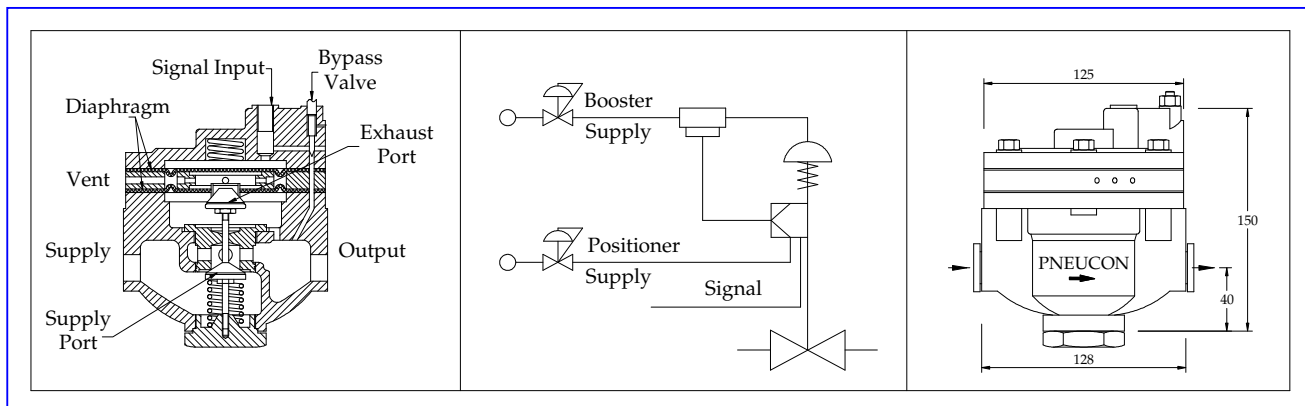 Signal Input
Bypass
Valve
Diaphragm
Exhaust
Port
Vent
Supply
Output
Supply
Port
Booster
Supply
Positioner
Supply
Signal
125
150
PNEUCON
40
128